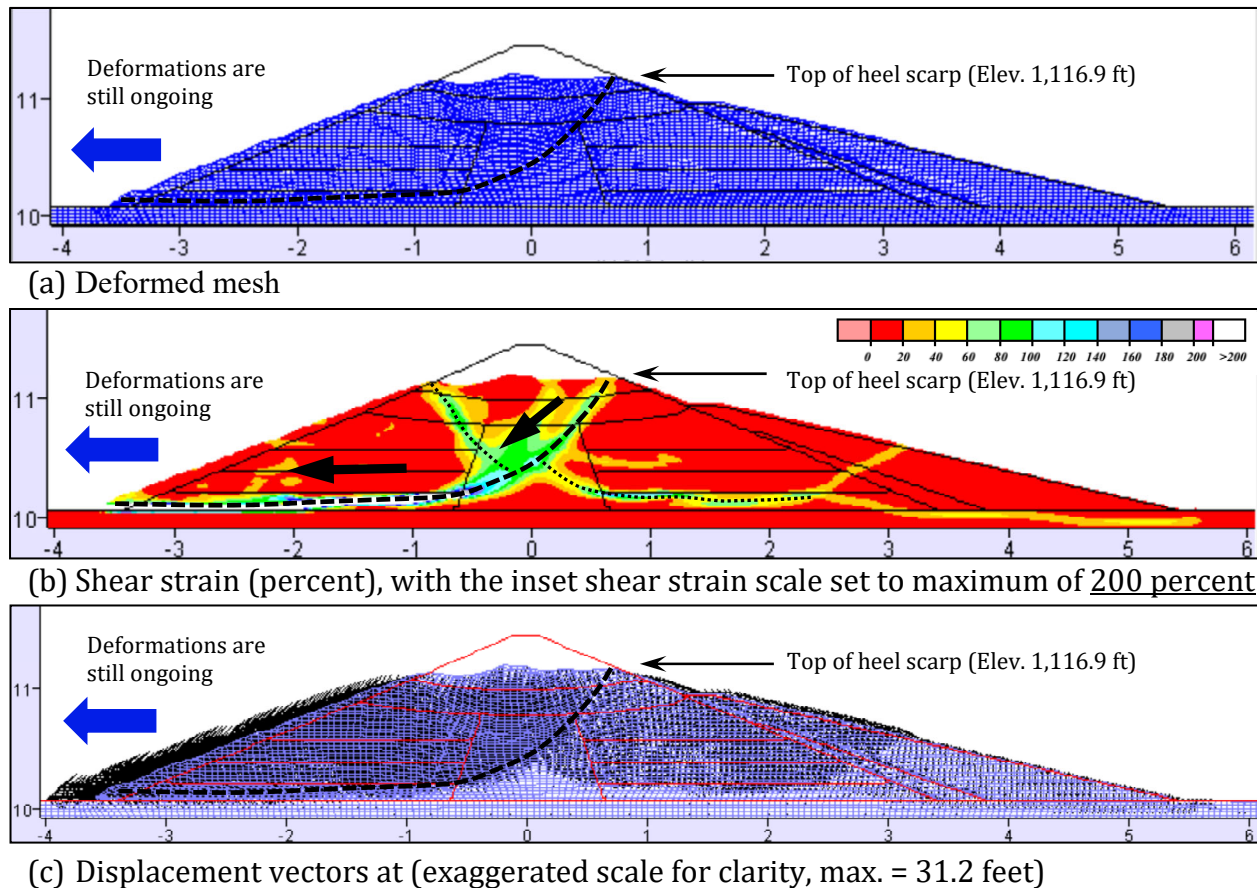 Deformations are
still ongoing
Top of heel scarp (Elev. 1,116.9 ft)
11
10
-4 -3 -2 -1 0 1 2 3 4 5 6
(a) Deformed mesh
0 20 40 60 80 100 120 140 160 180 200 >200
Deformations are
still ongoing
Top of heel scarp (Elev. 1,116.9 ft)
11
10
-4 -3 -2 -1 0 1 2 3 4 5 6
(b) Shear strain (percent), with the inset shear strain scale set to maximum of 200 percent
Deformations are
still ongoing
Top of heel scarp (Elev. 1,116.9 ft)
11
10
-4 -3 -2 -1 0 1 2 3 4 5 6
(c) Displacement vectors at (exaggerated scale for clarity, max. = 31.2 feet)